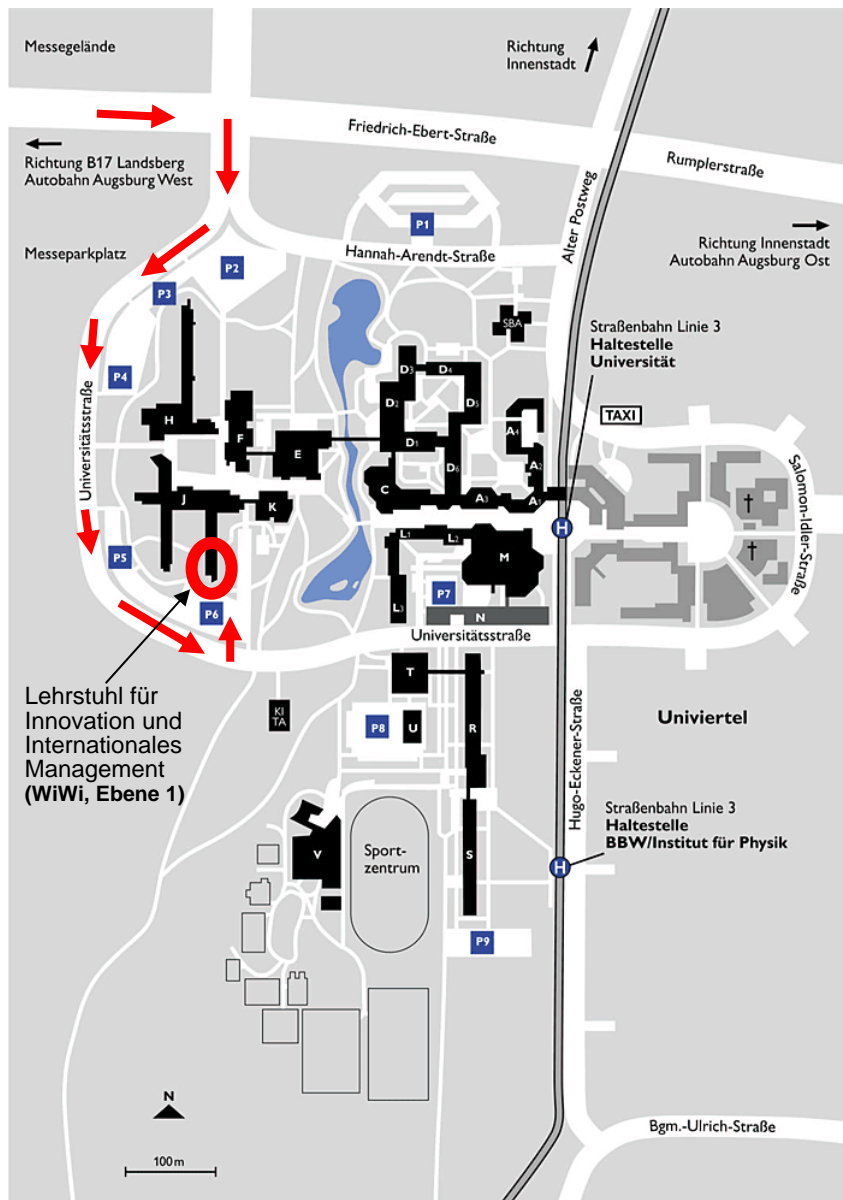 Messegelände
Richtung
Innenstadt
Friedrich-Ebert-Straße
Richtung B17 Landsberg
Autobahn Augsburg West
Rumplerstraße
Alter Postweg
P1
Richtung Innenstadt
Autobahn Augsburg Ost
Messeparkplatz
Hannah-Arendt-Straße
P2
P3
SBA
Straßenbahn Linie 3
Haltestelle
Universität
P4
D3
D4
D2
D5
TAXI
H
F
E
D1
A4
D6
A2
Universitätsstraße
Salomon-Idler-Straße
C
J
K
A3
A1
H
L1
L2
M
P5
P6
P7
L3
N
Universitätsstraße
T
Lehrstuhl für
Innovation und
Internationales
Management
(WiWi, Ebene 1)
KI
TA
P8
U
R
Univiertel
Hugo-Eckener-Straße
Straßenbahn Linie 3
Haltestelle
BBW/Institut für Physik
V
Sport-
zentrum
S
H
P9
N
Bgm.-Ulrich-Straße
100 m